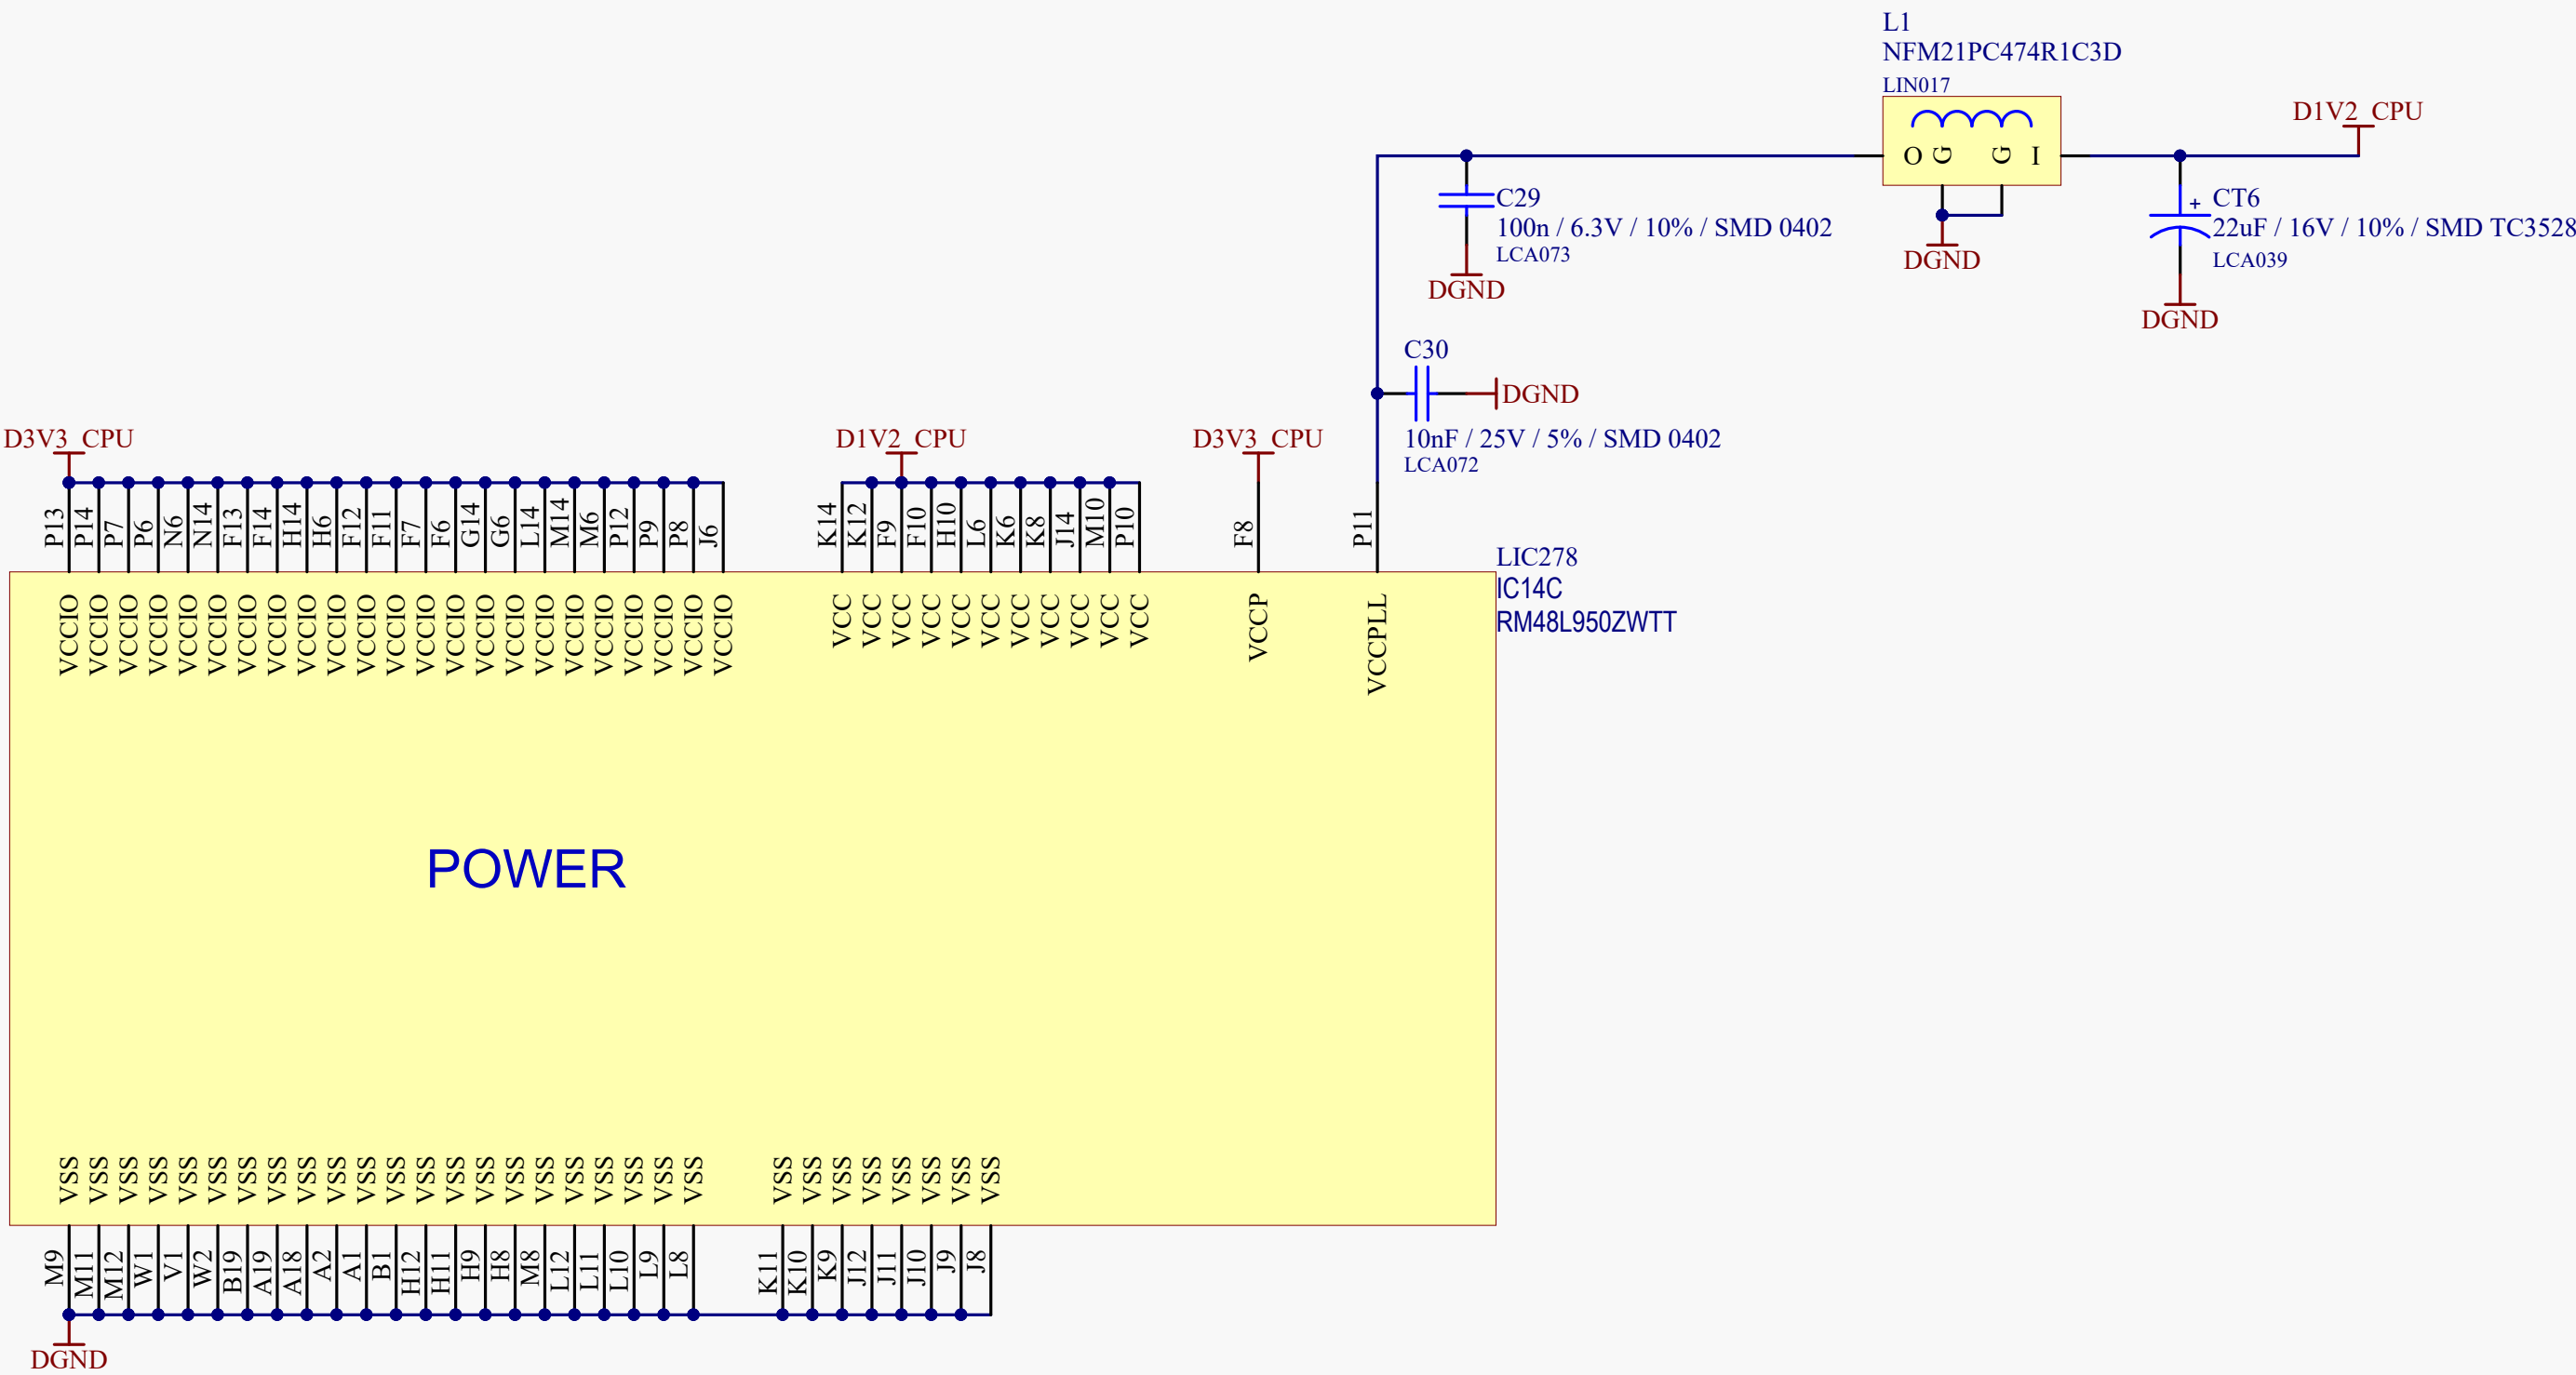 L1
NFM21PC474R1C3D
LIN017
O G G I
DGND
D1V2_CPU
+ CT6
22uF / 16V / 10% / SMD TC3528
LCA039
DGND
C29
100n / 6.3V / 10% / SMD 0402
LCA073
DGND
C30
DGND
10nF / 25V / 5% / SMD 0402
LCA072
D3V3_CPU
D1V2_CPU
D3V3_CPU
P13 P14 P7 P6 N6 N14 F13 F14 H14 H6 F12 F11 F7 F6 G14 G6 L14 M14 M6 P12 P9 P8 J6
K14 K12 F9 F10 H10 L6 K6 K8 J14 M10 P10
F8
P11
LIC278
IC14C
RM48L950ZWTT
VCCIO VCCIO VCCIO VCCIO VCCIO VCCIO VCCIO VCCIO VCCIO VCCIO VCCIO VCCIO VCCIO VCCIO VCCIO VCCIO VCCIO VCCIO VCCIO VCCIO VCCIO VCCIO VCCIO
VCC VCC VCC VCC VCC VCC VCC VCC VCC VCC VCC
VCCP
VCCPLL
POWER
VSS VSS VSS VSS VSS VSS VSS VSS VSS VSS VSS VSS VSS VSS VSS VSS VSS VSS VSS VSS VSS VSS
VSS VSS VSS VSS VSS VSS VSS VSS
M9 M11 M12 W1 V1 W2 B19 A19 A18 A2 A1 B1 H12 H11 H9 H8 M8 L12 L11 L10 L9 L8
K11 K10 K9 J12 J11 J10 J9 J8
DGND